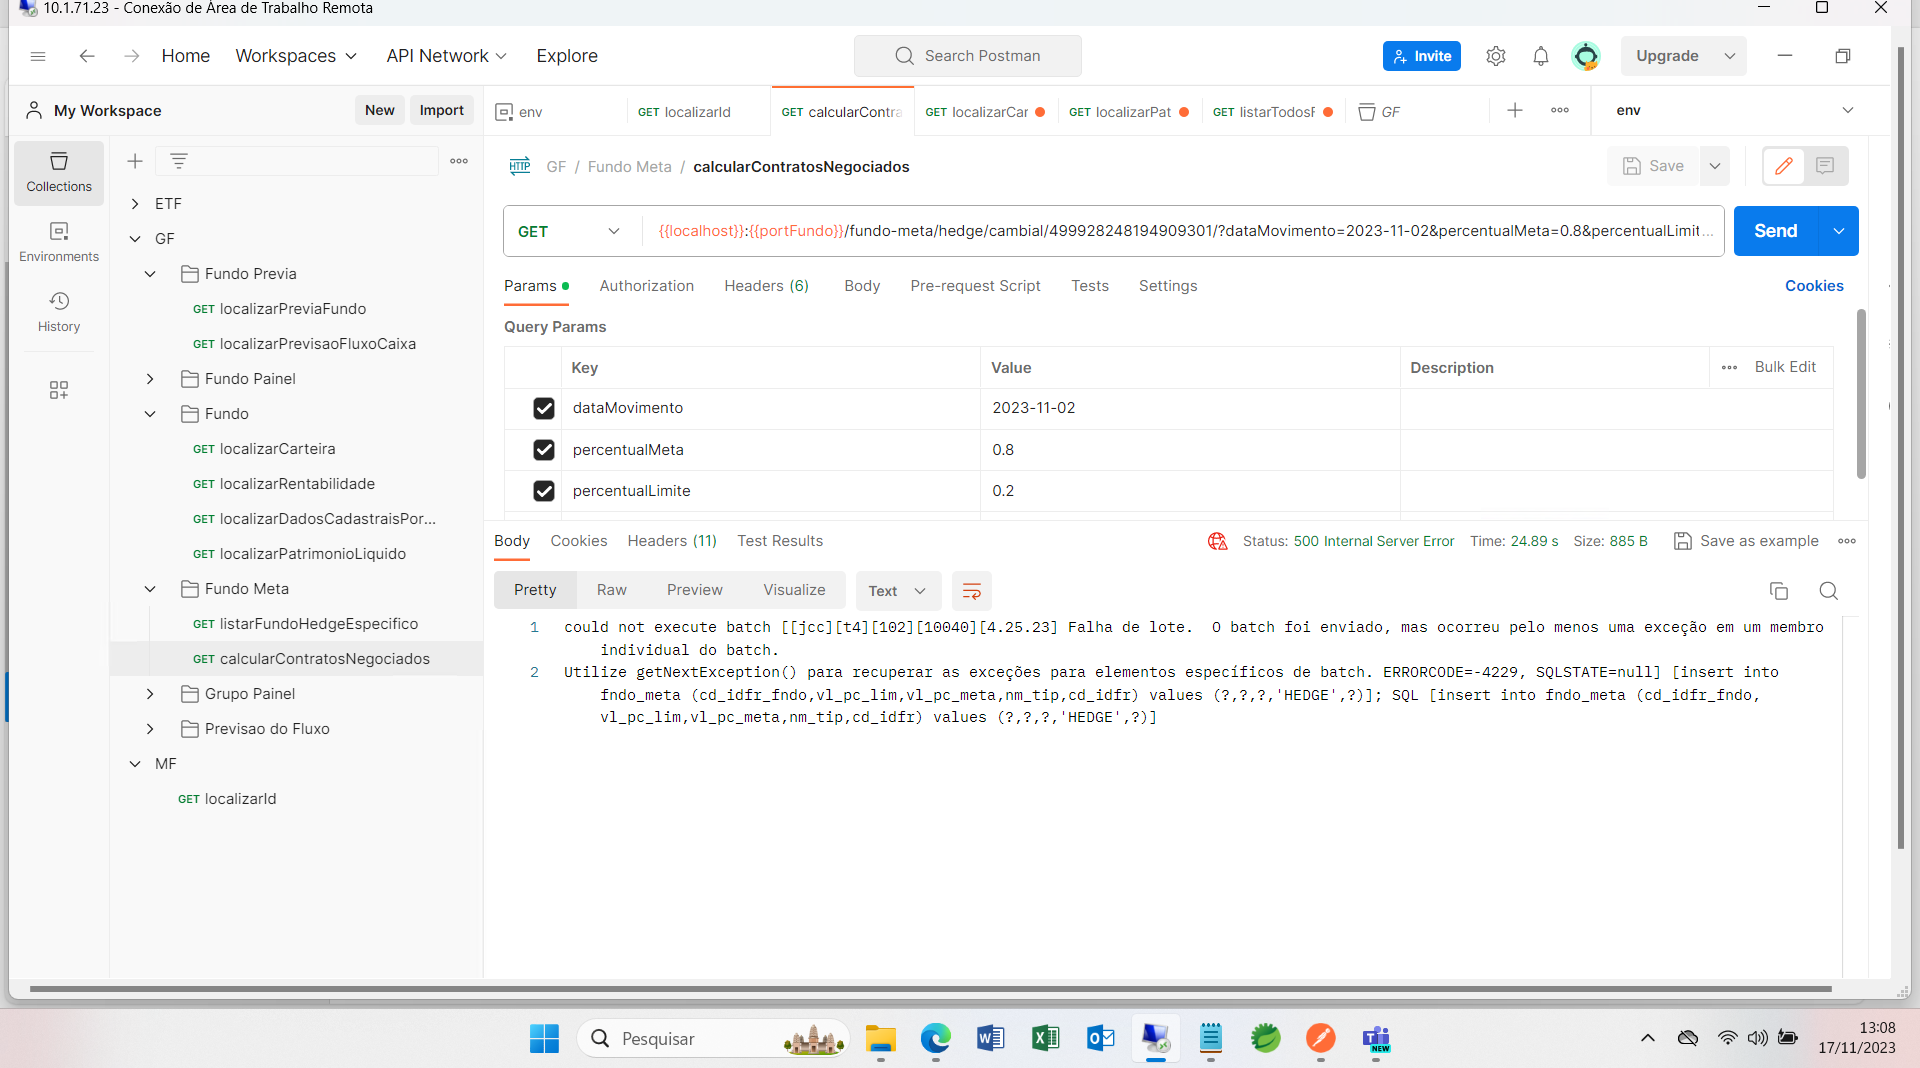 10.1.71.23 - Conexão de Área de Trabalho Remota
Home Workspaces API Network Explore Search Postman Invite Upgrade
My Workspace New Import env GET localizarId GET calcularContra GET localizarCar GET localizarPat GET listarTodosF GF env
Collections
Environments
History
ETF
GF
Fundo Previa
GET localizarPreviaFundo
GET localizarPrevisaoFluxoCaixa
Fundo Painel
Fundo
GET localizarCarteira
GET localizarRentabilidade
GET localizarDadosCadastraisPor...
GET localizarPatrimonioLiquido
Fundo Meta
GET listarFundoHedgeEspecifico
GET calcularContratosNegociados
Grupo Painel
Previsao do Fluxo
MF
GET localizarId
HTTP GF / Fundo Meta / calcularContratosNegociados Save
GET {{localhost}}:{{portFundo}}/fundo-meta/hedge/cambial/499928248194909301/?dataMovimento=2023-11-02&percentualMeta=0.8&percentualLimit... Send
Params Authorization Headers (6) Body Pre-request Script Tests Settings Cookies
Query Params
Key Value Description Bulk Edit
dataMovimento 2023-11-02
percentualMeta 0.8
percentualLimite 0.2
Body Cookies Headers (11) Test Results Status: 500 Internal Server Error Time: 24.89 s Size: 885 B Save as example
Pretty Raw Preview Visualize Text
1 could not execute batch [[jcc][t4][102][10040][4.25.23] Falha de lote.  O batch foi enviado, mas ocorreu pelo menos uma exceção em um membro
individual do batch.
2 Utilize getNextException() para recuperar as exceções para elementos específicos de batch. ERRORCODE=-4229, SQLSTATE=null] [insert into
fndo_meta (cd_idfr_fndo,vl_pc_lim,vl_pc_meta,nm_tip,cd_idfr) values (?,?,?,'HEDGE',?)]; SQL [insert into fndo_meta (cd_idfr_fndo,
vl_pc_lim,vl_pc_meta,nm_tip,cd_idfr) values (?,?,?,'HEDGE',?)]
Pesquisar
NEW
13:08
17/11/2023